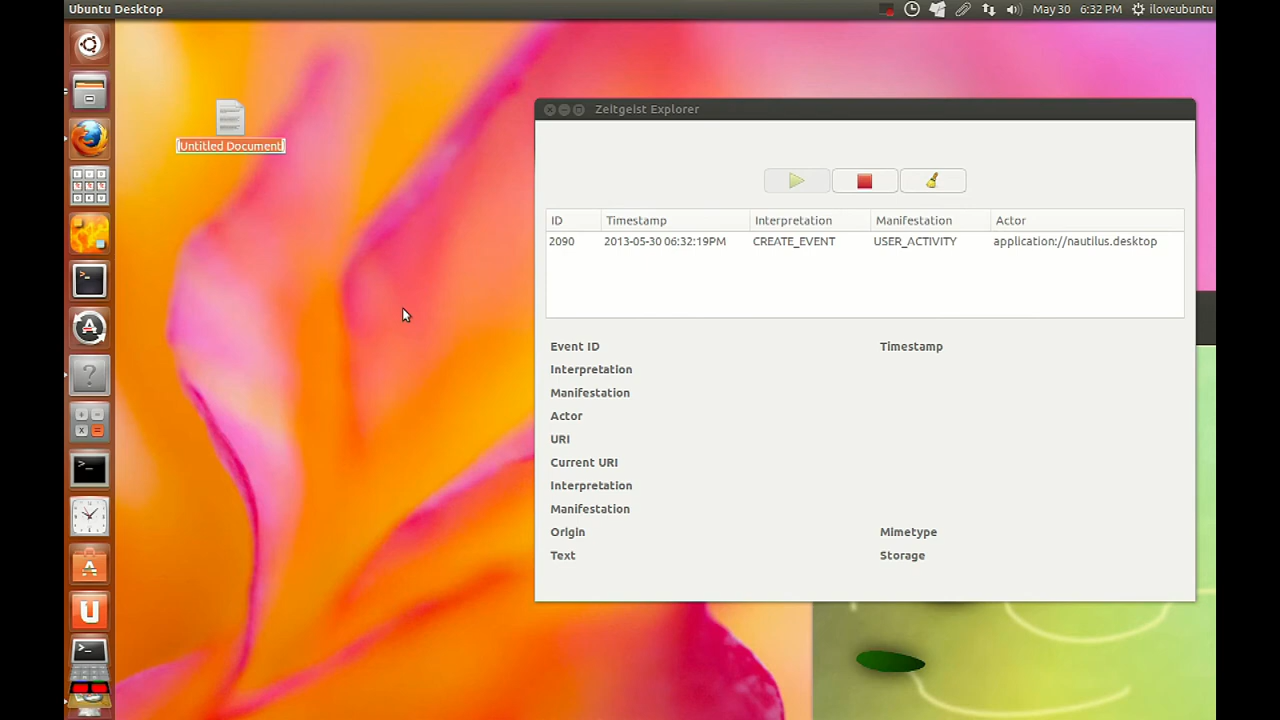 Ubuntu Desktop
May 30 6:32 PM iloveubuntu
Untitled Document
Zeitgeist Explorer
ID Timestamp Interpretation Manifestation Actor
2090 2013-05-30 06:32:19PM CREATE_EVENT USER_ACTIVITY application://nautilus.desktop
Event ID Timestamp
Interpretation
Manifestation
Actor
URI
Current URI
Interpretation
Manifestation
Origin Mimetype
Text Storage